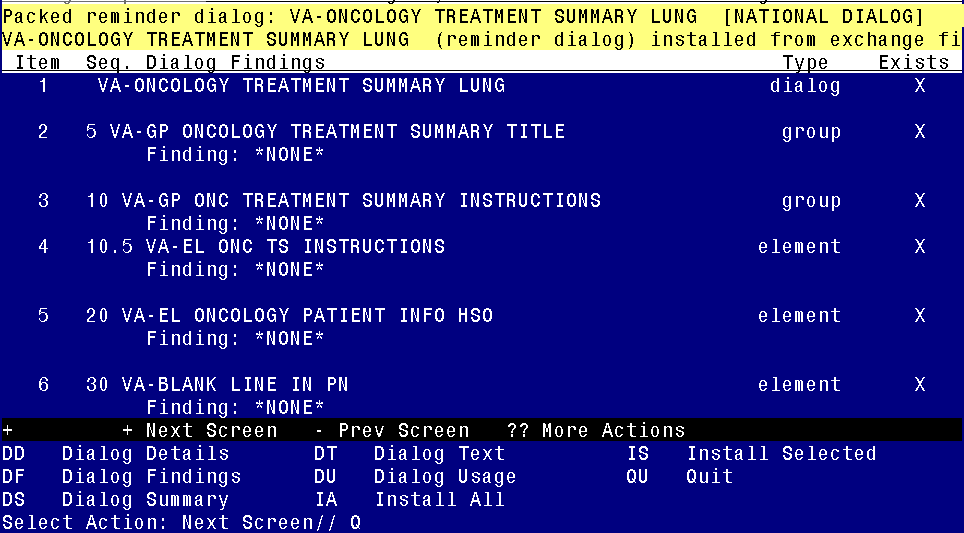 Packed reminder dialog: VA-ONCOLOGY TREATMENT SUMMARY LUNG [NATIONAL DIALOG]
VA-ONCOLOGY TREATMENT SUMMARY LUNG (reminder dialog) installed from exchange fi
Item Seq. Dialog Findings Type Exists
1 VA-ONCOLOGY TREATMENT SUMMARY LUNG dialog X
2 5 VA-GP ONCOLOGY TREATMENT SUMMARY TITLE group X
Finding: *NONE*
3 10 VA-GP ONC TREATMENT SUMMARY INSTRUCTIONS group X
Finding: *NONE*
4 10.5 VA-EL ONC TS INSTRUCTIONS element X
Finding: *NONE*
5 20 VA-EL ONCOLOGY PATIENT INFO HSO element X
Finding: *NONE*
6 30 VA-BLANK LINE IN PN element X
Finding: *NONE*
+ + Next Screen - Prev Screen ?? More Actions
DD Dialog Details DT Dialog Text IS Install Selected
DF Dialog Findings DU Dialog Usage QU Quit
DS Dialog Summary IA Install All
Select Action: Next Screen// Q